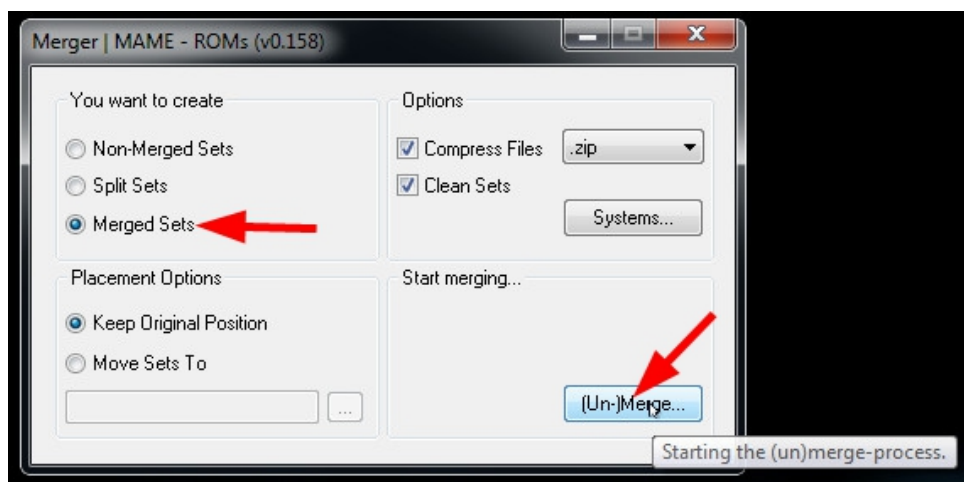 Merger | MAME - ROMs (v0.158)
You want to create
Non-Merged Sets
Split Sets
Merged Sets
Options
Compress Files
.zip
Clean Sets
Systems...
Placement Options
Keep Original Position
Move Sets To
...
Start merging...
(Un-)Merge...
Starting the (un)merge-process.